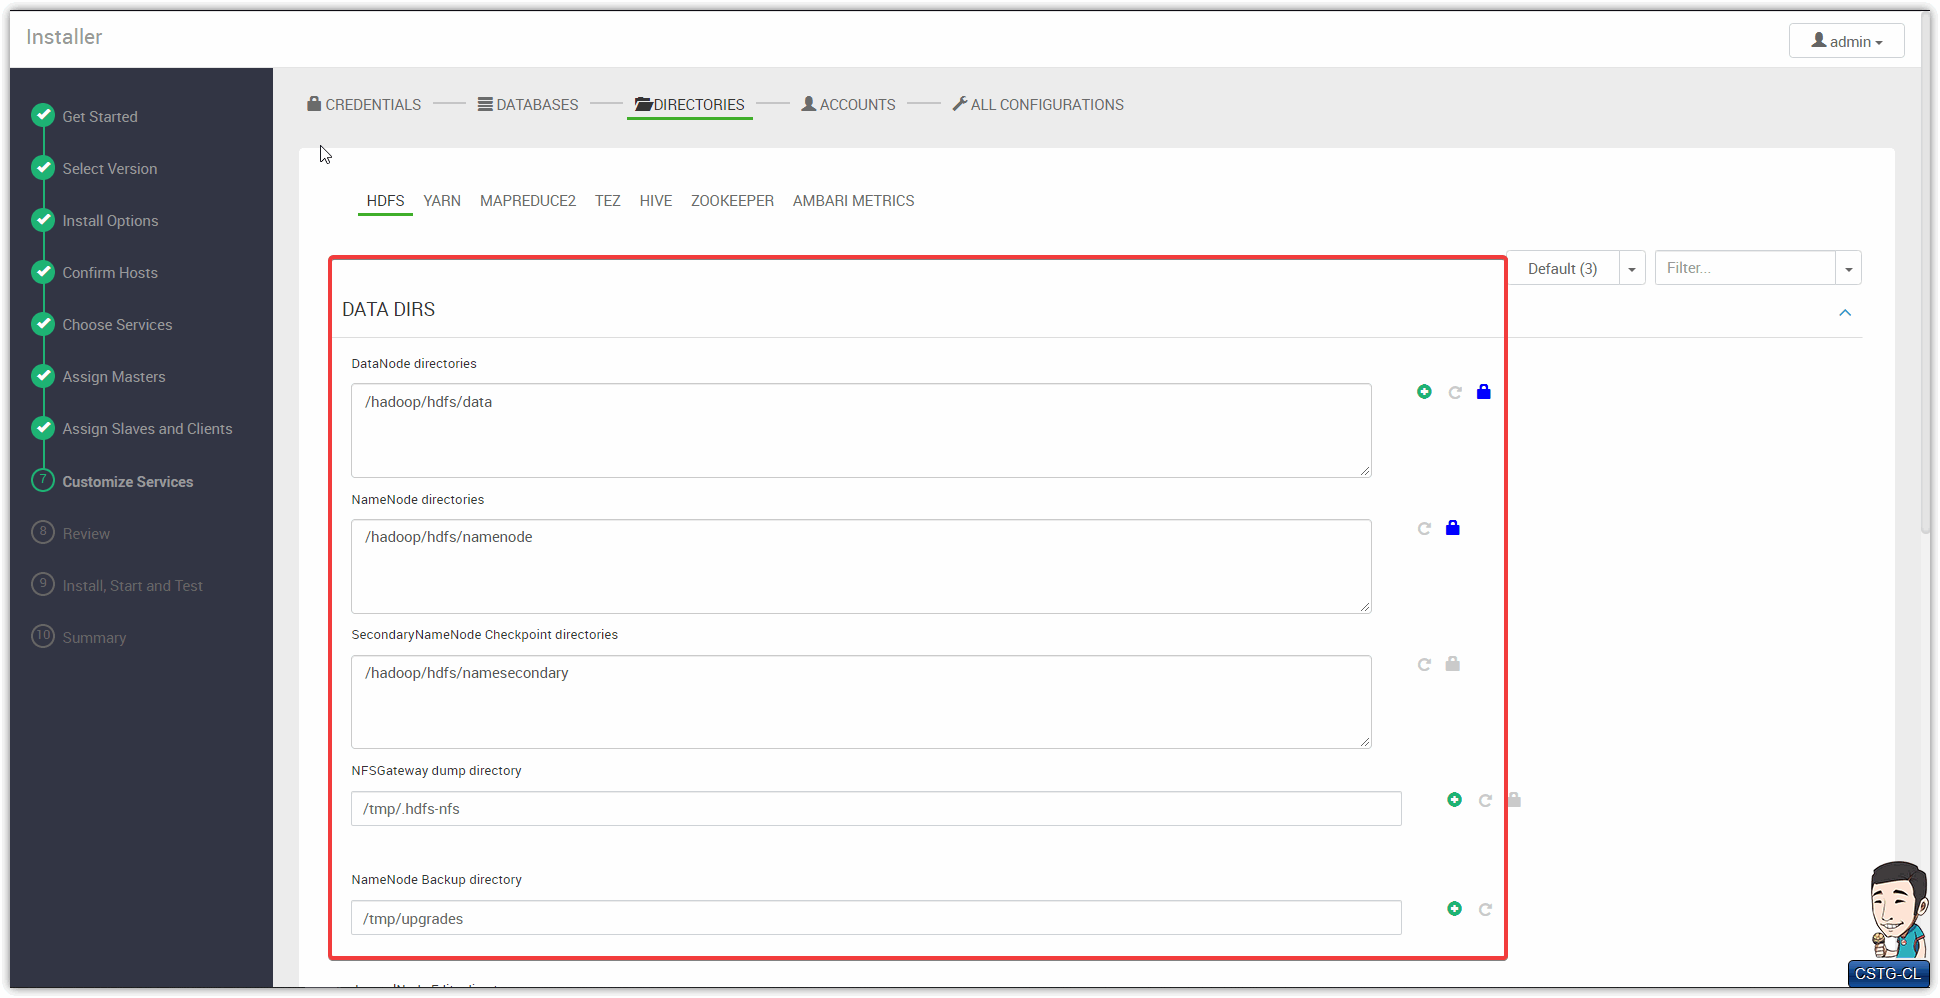 Installer
admin
Get Started
Select Version
Install Options
Confirm Hosts
Choose Services
Assign Masters
Assign Slaves and Clients
7 Customize Services
8 Review
9 Install, Start and Test
10 Summary
CREDENTIALS DATABASES DIRECTORIES ACCOUNTS ALL CONFIGURATIONS
HDFS YARN MAPREDUCE2 TEZ HIVE ZOOKEEPER AMBARI METRICS
Default (3) Filter...
DATA DIRS
DataNode directories
/hadoop/hdfs/data
NameNode directories
/hadoop/hdfs/namenode
SecondaryNameNode Checkpoint directories
/hadoop/hdfs/namesecondary
NFSGateway dump directory
/tmp/.hdfs-nfs
NameNode Backup directory
/tmp/upgrades
CSTG-CL